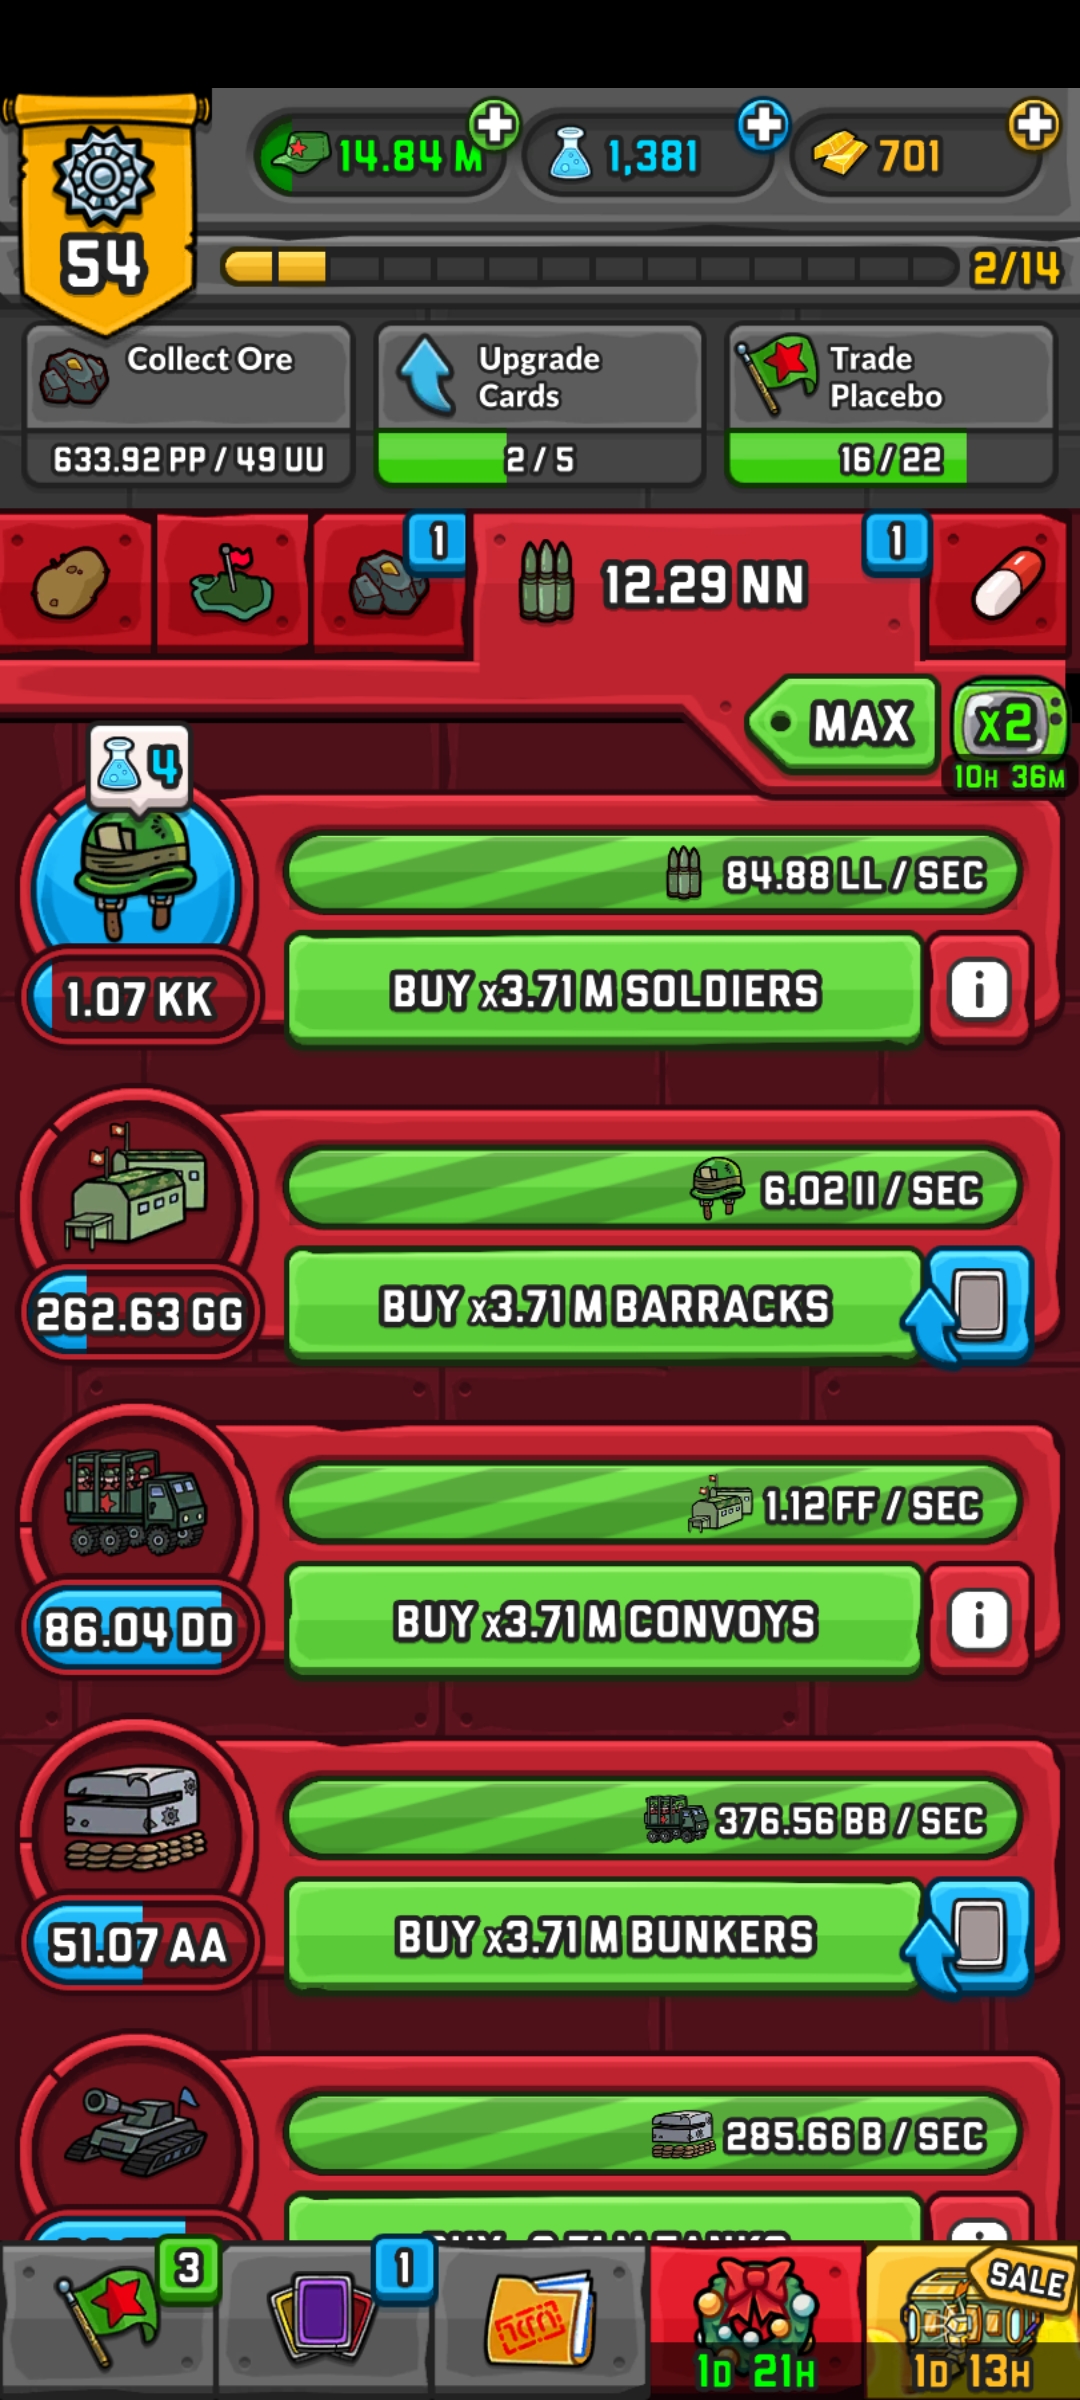 14.84 M
1,381
701
54
2/14
Collect Ore
633.92 PP / 49 UU
Upgrade
Cards
2 / 5
Trade
Placebo
16 / 22
1
12.29 NN
1
MAX
x2
10H 36M
4
84.88 LL / SEC
1.07 KK
BUY x3.71 M SOLDIERS
i
6.02 II / SEC
262.63 GG
BUY x3.71 M BARRACKS
1.12 FF / SEC
86.04 DD
BUY x3.71 M CONVOYS
i
376.56 BB / SEC
51.07 AA
BUY x3.71 M BUNKERS
285.66 B / SEC
3
1
SALE
1D 21H
1D 13H